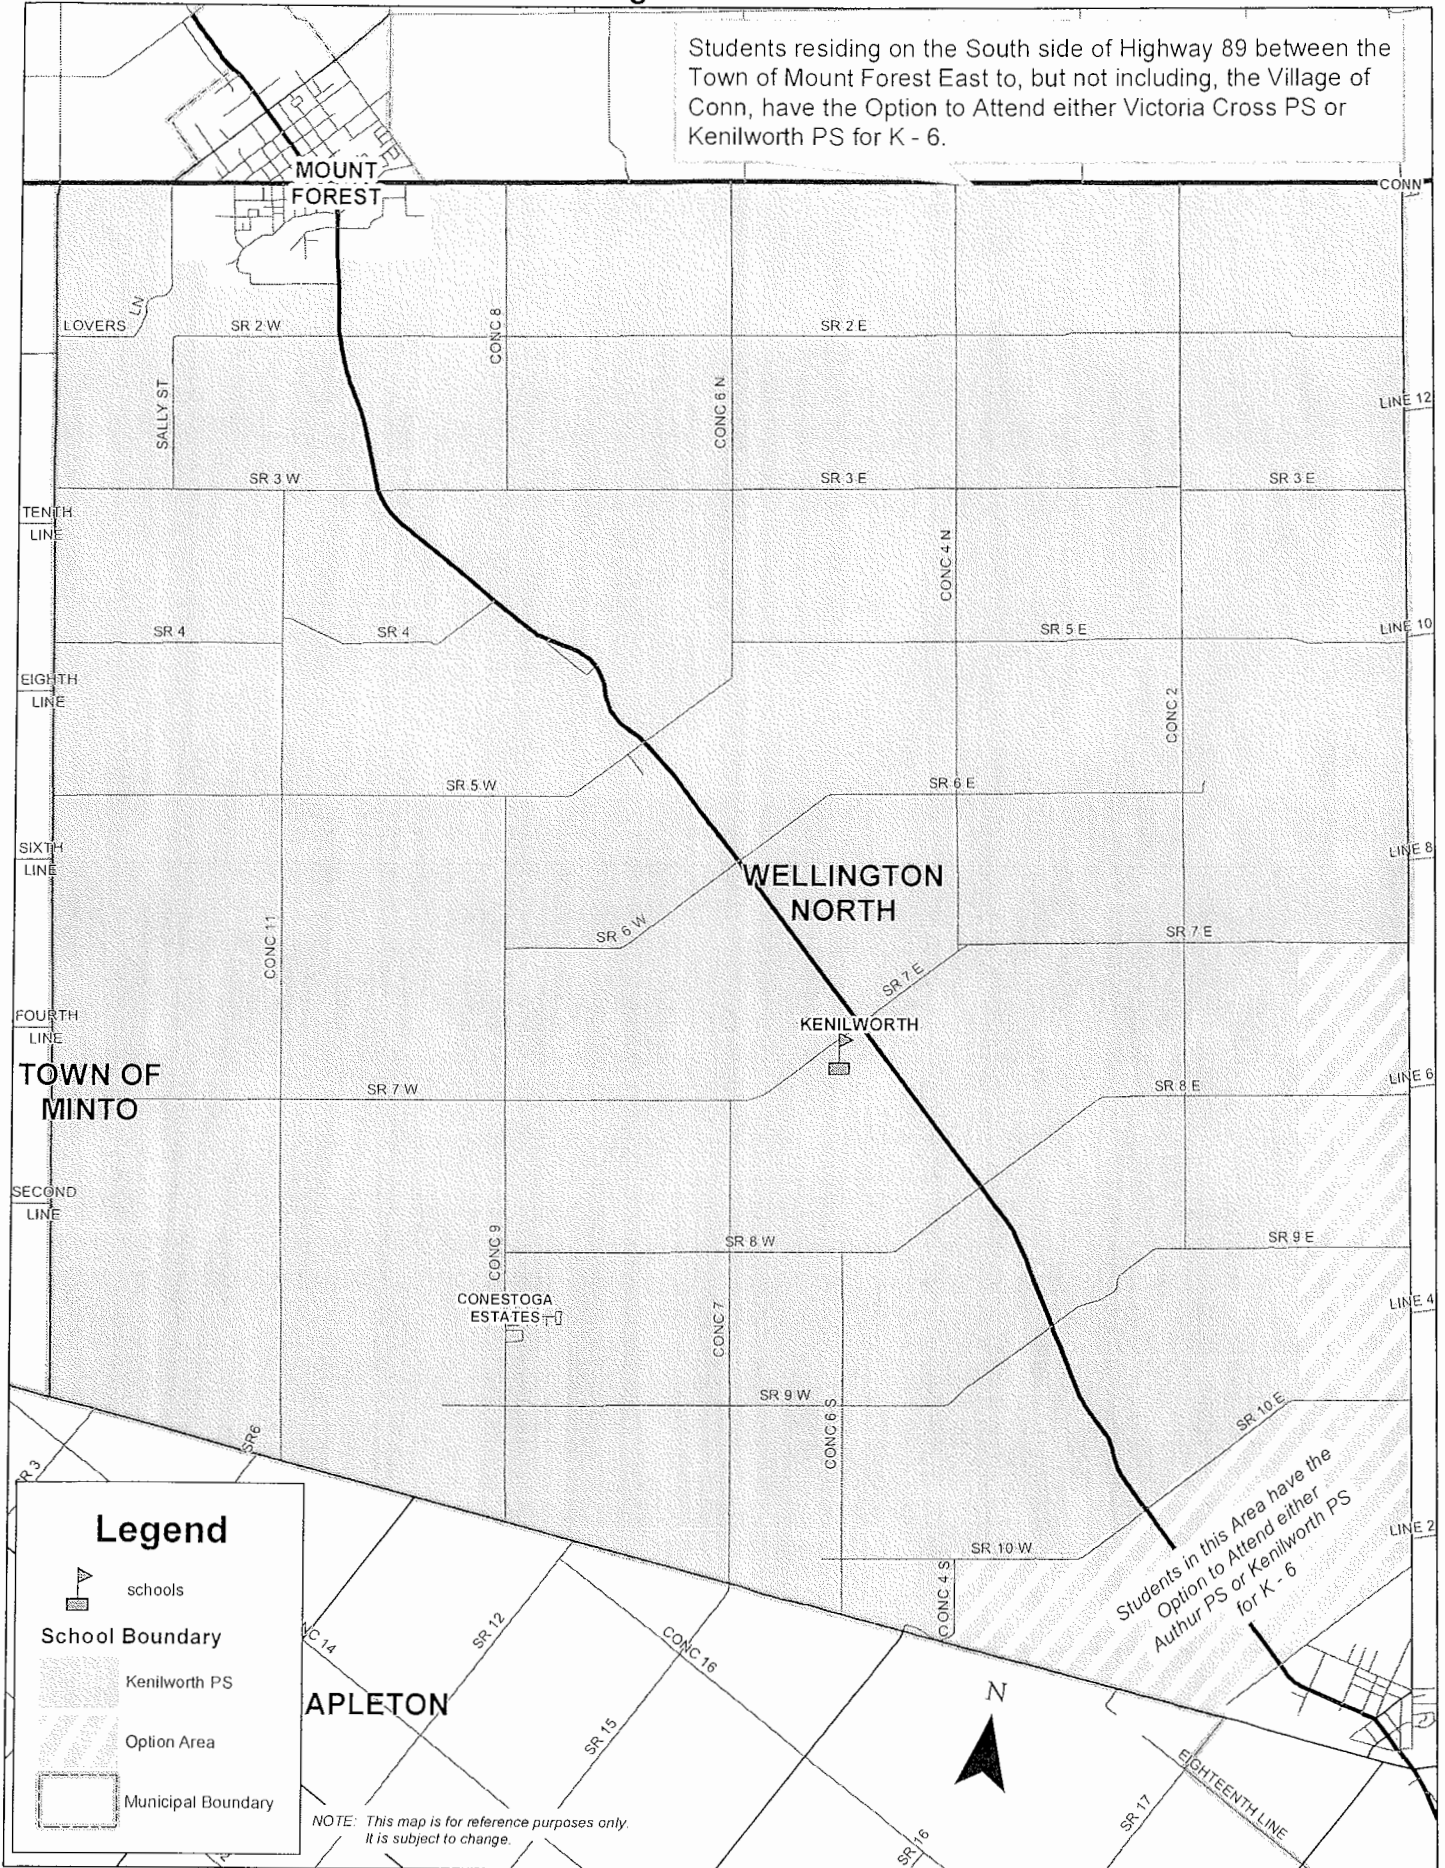 Students residing on the South side of Highway 89 between the
Town of Mount Forest East to, but not including, the Village of
Conn, have the Option to Attend either Victoria Cross PS or
Kenilworth PS for K - 6.
MOUNT
FOREST
CONN
LOVERS LN
SR 2 W
CONC 8
SR 2 E
SALLY ST
CONC 6 N
LINE 12
SR 3 W
SR 3 E
SR 3 E
TENTH
LINE
CONC 4 N
SR 4
SR 4
SR 5 E
LINE 10
EIGHTH
LINE
CONC 2
SR 5 W
SR 6 E
SIXTH
LINE
LINE 8
WELLINGTON
NORTH
CONC 11
SR 6 W
SR 7 E
SR 7 E
FOURTH
LINE
KENILWORTH
TOWN OF
MINTO
SR 7 W
SR 8 E
LINE 6
SECOND
LINE
CONC 9
SR 8 W
SR 9 E
CONESTOGA
ESTATES
CONC 7
LINE 4
SR 9 W
CONC 6 S
SR 10 E
SR6
R 3
Students in this Area have the
Option to Attend either
Authur PS or Kenilworth PS
for K - 6
LINE 2
SR 10 W
CONC 4 S
Legend
schools
School Boundary
Kenilworth PS
Option Area
Municipal Boundary
NC 14
SR 12
CONC 16
APLETON
SR 15
N
EIGHTEENTH LINE
SR 17
SR 16
NOTE: This map is for reference purposes only.
It is subject to change.